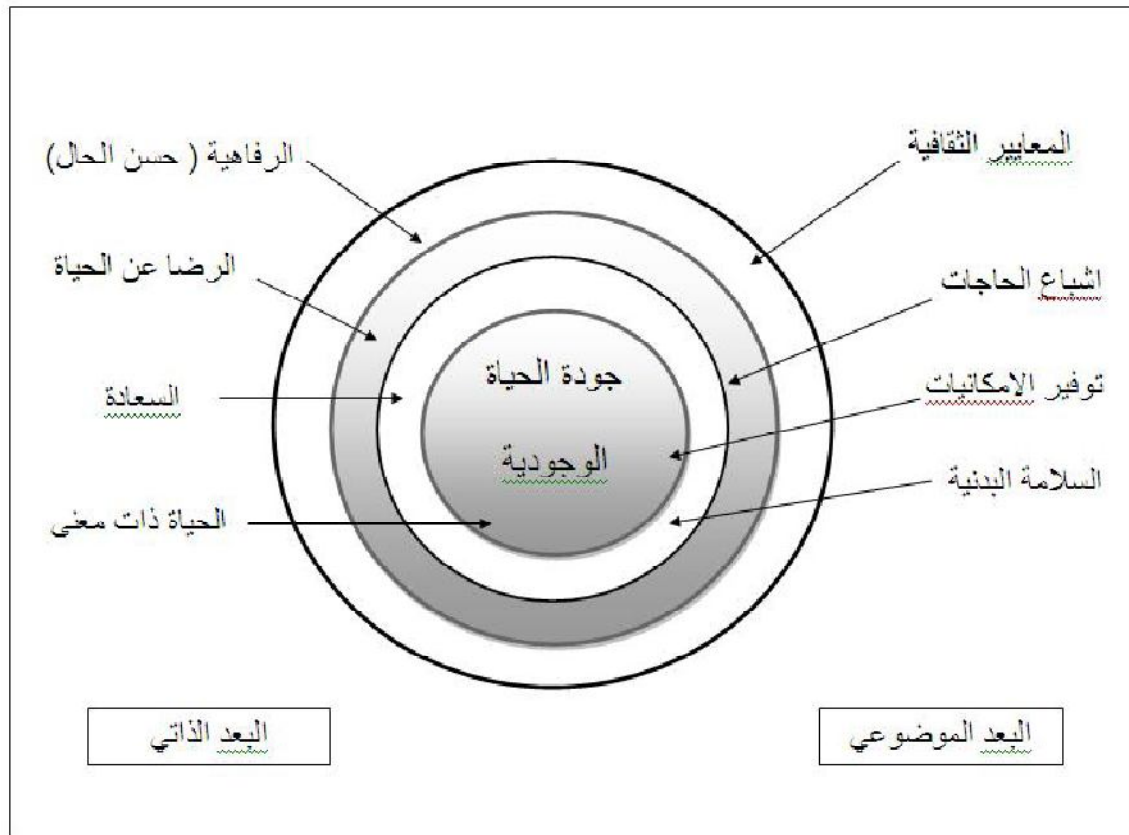 المعايير الثقافية
الرفاهية ( حسن الحال)
اشباع الحاجات
الرضا عن الحياة
توفير الامكانيات
جودة الحياة
السعادة
الوجودية
السلامة البدنية
الحياة ذات معنى
البعد الموضوعي
البعد الذاتي